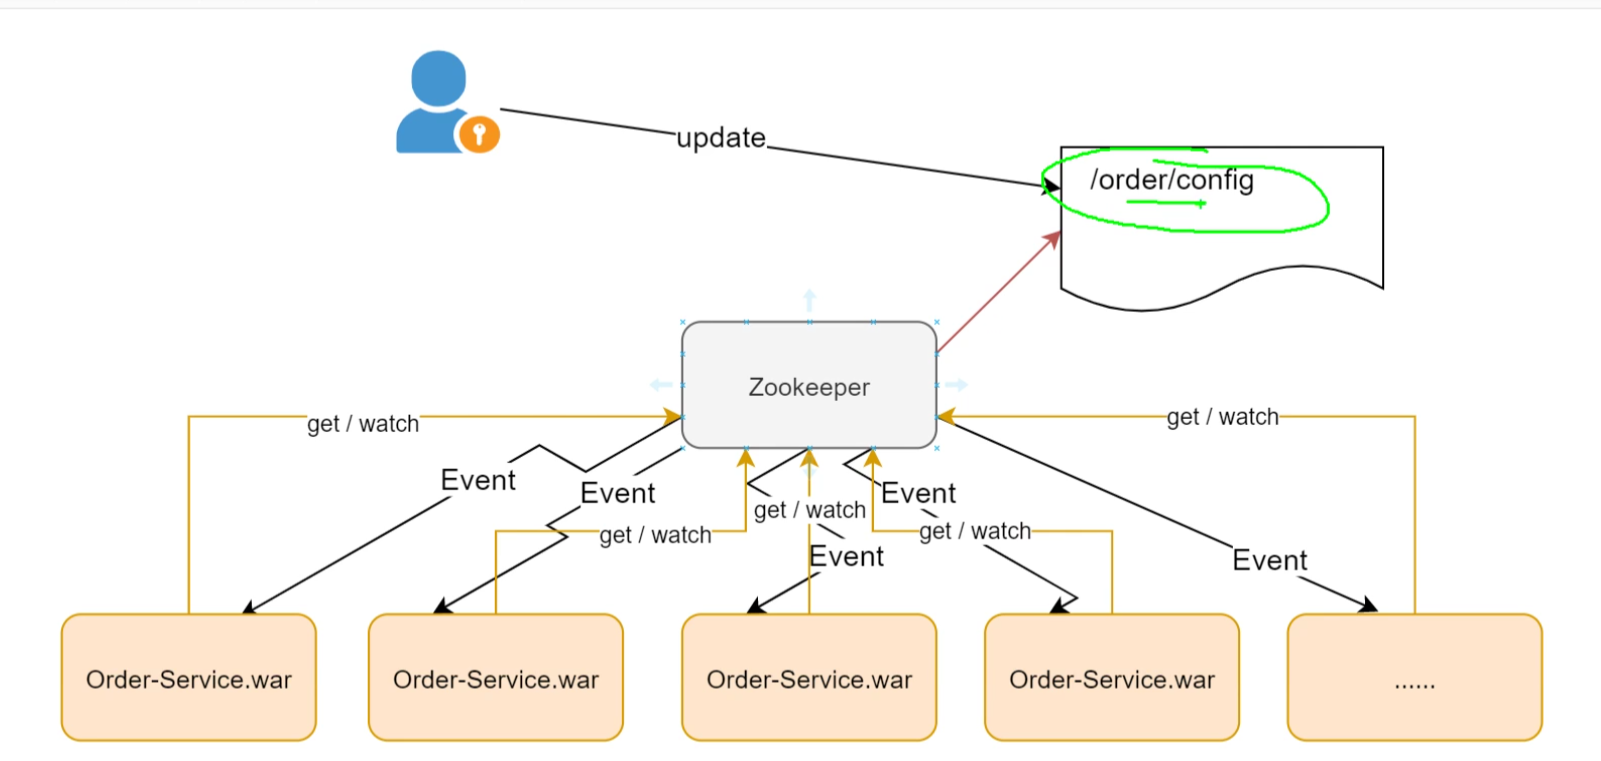 update
/order/config
Zookeeper
get / watch
get / watch
Event
Event
Event
get / watch
get / watch
get / watch
Event
Event
Order-Service.war
Order-Service.war
Order-Service.war
Order-Service.war
......